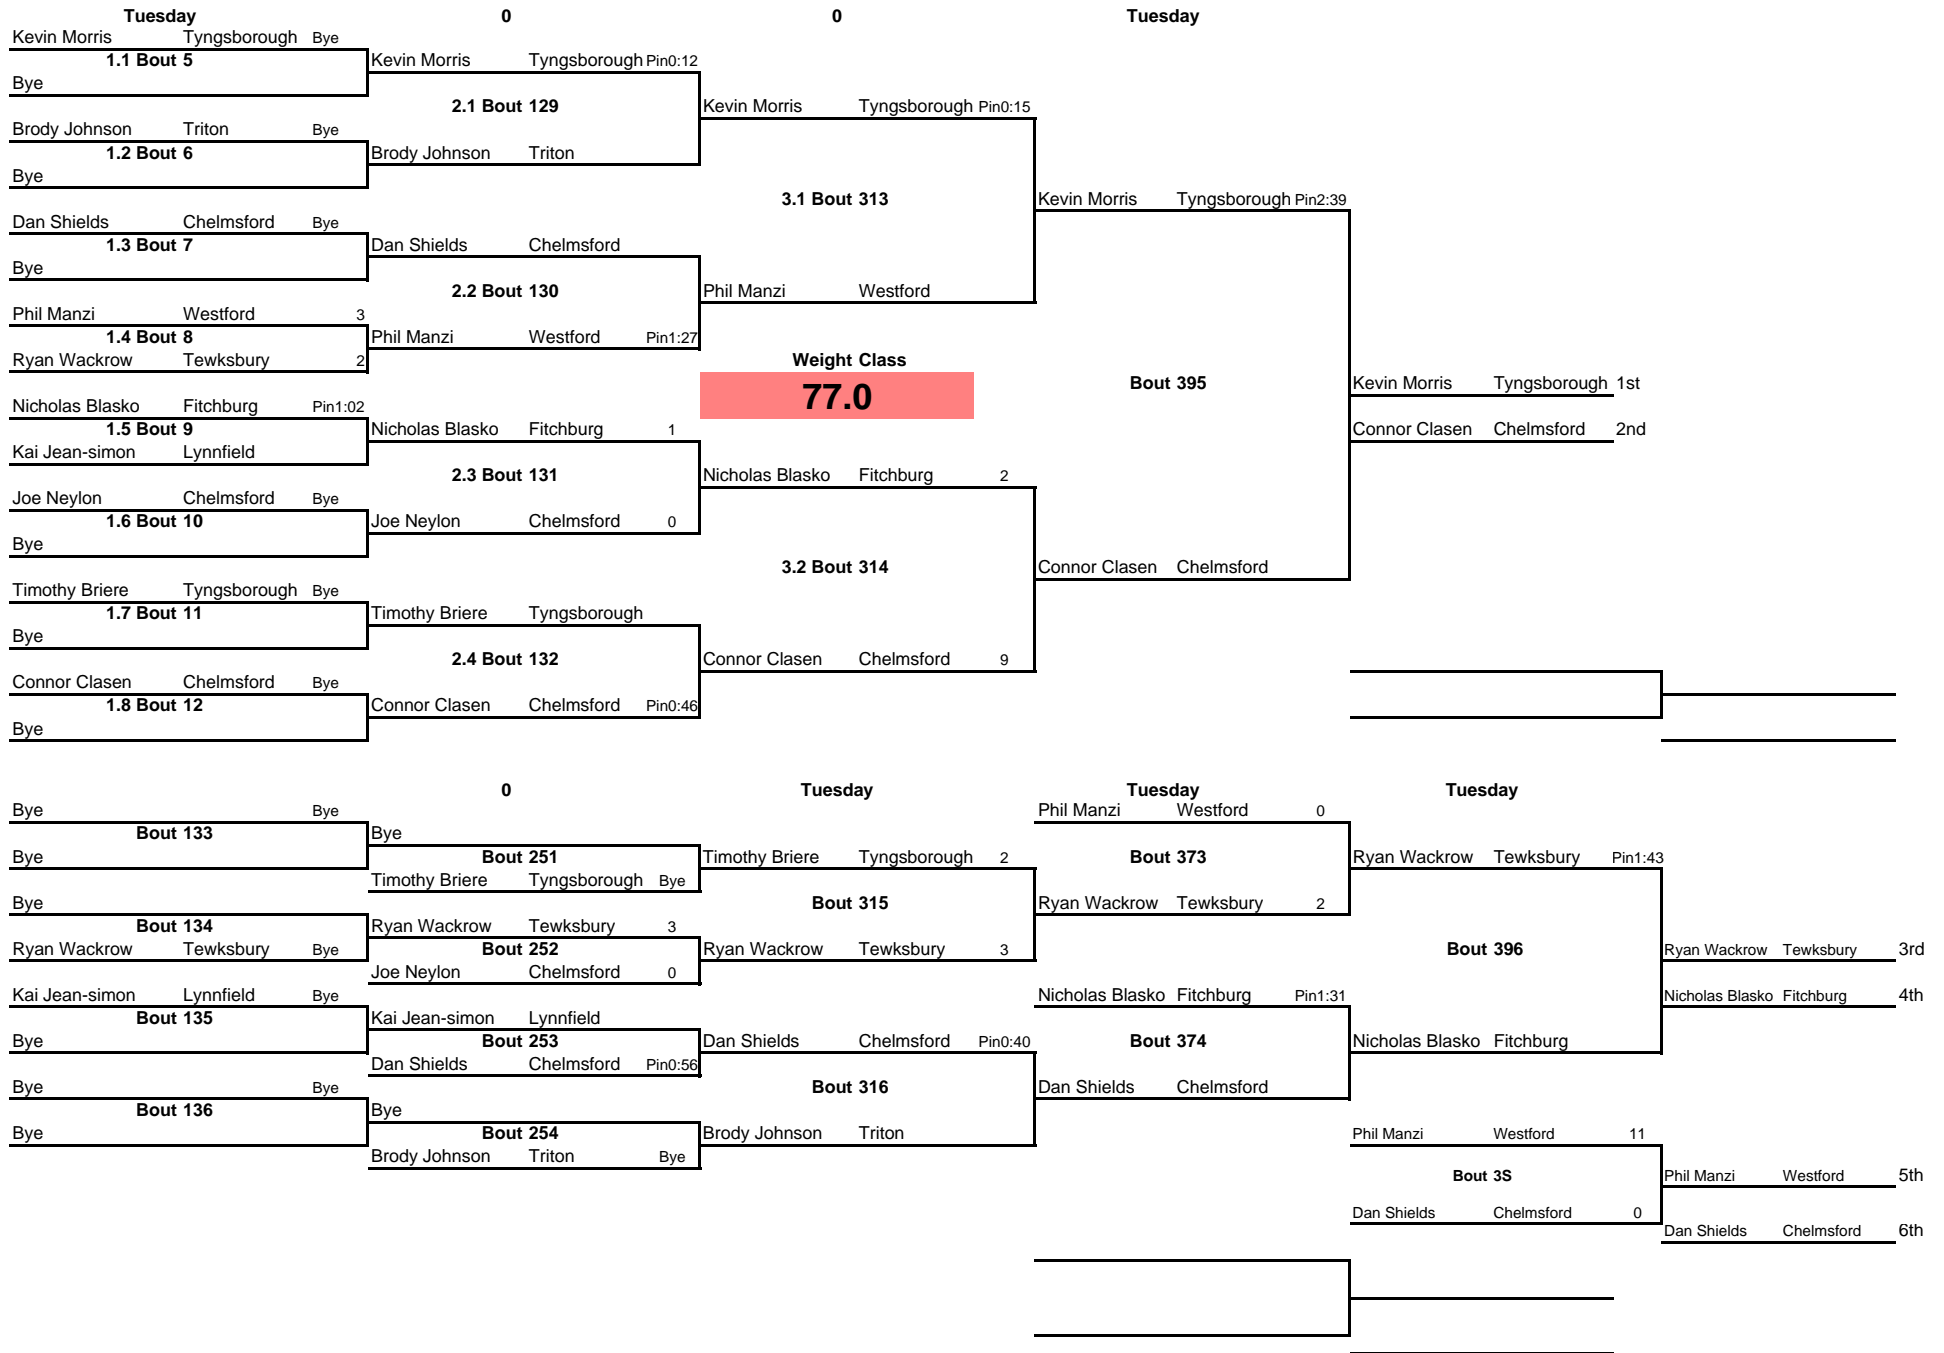 Tuesday 0 0 Tuesday
Kevin Morris Tyngsborough Bye
1.1 Bout 5 Kevin Morris Tyngsborough Pin0:12
Bye
2.1 Bout 129 Kevin Morris Tyngsborough Pin0:15
Brody Johnson Triton Bye
1.2 Bout 6 Brody Johnson Triton
Bye
3.1 Bout 313 Kevin Morris Tyngsborough Pin2:39
Dan Shields Chelmsford Bye
1.3 Bout 7 Dan Shields Chelmsford
Bye
2.2 Bout 130 Phil Manzi Westford
Phil Manzi Westford 3
1.4 Bout 8 Phil Manzi Westford Pin1:27
Ryan Wackrow Tewksbury 2 Weight Class
Bout 395 Kevin Morris Tyngsborough 1st
77.0
Nicholas Blasko Fitchburg Pin1:02
1.5 Bout 9 Nicholas Blasko Fitchburg 1 Connor Clasen Chelmsford 2nd
Kai Jean-simon Lynnfield
2.3 Bout 131 Nicholas Blasko Fitchburg 2
Joe Neylon Chelmsford Bye
1.6 Bout 10 Joe Neylon Chelmsford 0
Bye
3.2 Bout 314 Connor Clasen Chelmsford
Timothy Briere Tyngsborough Bye
1.7 Bout 11 Timothy Briere Tyngsborough
Bye
2.4 Bout 132 Connor Clasen Chelmsford 9
Connor Clasen Chelmsford Bye
1.8 Bout 12 Connor Clasen Chelmsford Pin0:46
Bye
0 Tuesday Tuesday Tuesday
Bye Bye Phil Manzi Westford 0
Bout 133 Bye
Bye Bout 251 Timothy Briere Tyngsborough 2 Bout 373 Ryan Wackrow Tewksbury Pin1:43
Timothy Briere Tyngsborough Bye
Bye Bout 315 Ryan Wackrow Tewksbury 2
Bout 134 Ryan Wackrow Tewksbury 3
Ryan Wackrow Tewksbury Bye Bout 252 Ryan Wackrow Tewksbury 3 Bout 396 Ryan Wackrow Tewksbury 3rd
Joe Neylon Chelmsford 0
Kai Jean-simon Lynnfield Bye Nicholas Blasko Fitchburg Pin1:31 Nicholas Blasko Fitchburg 4th
Bout 135 Kai Jean-simon Lynnfield
Bye Bout 253 Dan Shields Chelmsford Pin0:40 Bout 374 Nicholas Blasko Fitchburg
Dan Shields Chelmsford Pin0:56
Bye Bye Bout 316 Dan Shields Chelmsford
Bout 136 Bye
Bye Bout 254 Brody Johnson Triton Phil Manzi Westford 11
Brody Johnson Triton Bye
Bout 3S Phil Manzi Westford 5th
Dan Shields Chelmsford 0
Dan Shields Chelmsford 6th